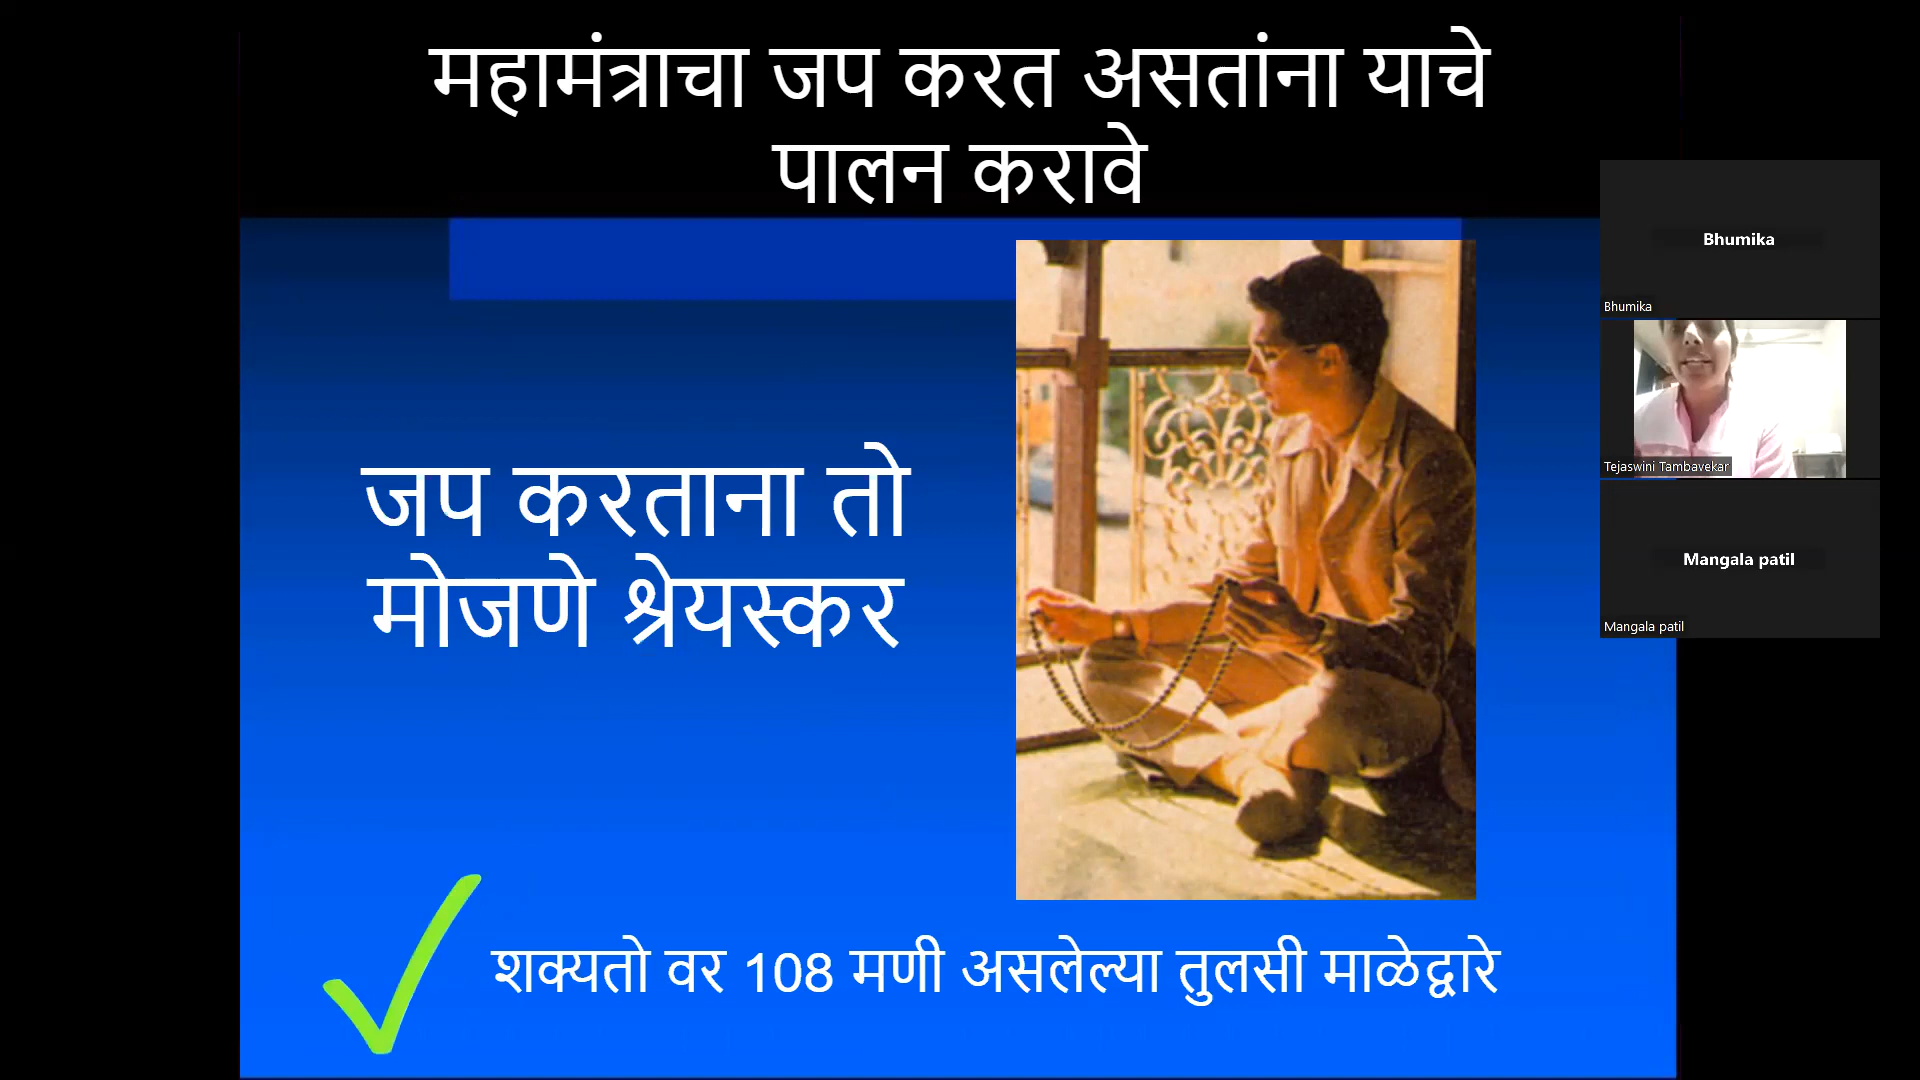 महामंत्राचा जप करत असतांना याचे
पालन करावे
जप करताना तो
मोजणे श्रेयस्कर
शक्यतो वर 108 मणी असलेल्या तुलसी माळेद्वारे
Bhumika
Bhumika
Tejaswini Tambavekar
Mangala patil
Mangala patil